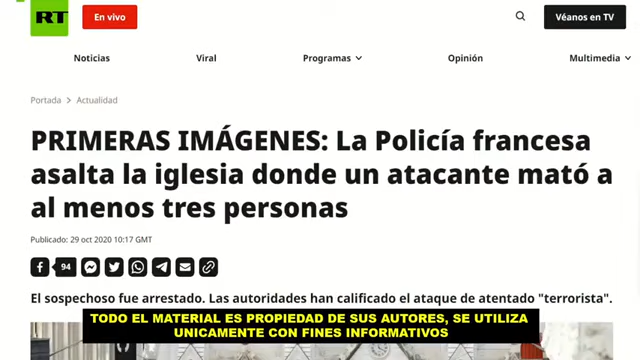 RT
En vivo
Véanos en TV
Noticias
Viral
Programas
Opinión
Multimedia
Portada > Actualidad
PRIMERAS IMÁGENES: La Policía francesa
asalta la iglesia donde un atacante mató a
al menos tres personas
Publicado: 29 oct 2020 10:17 GMT
94
El sospechoso fue arrestado. Las autoridades han calificado el ataque de atentado "terrorista".
TODO EL MATERIAL ES PROPIEDAD DE SUS AUTORES, SE UTILIZA
UNICAMENTE CON FINES INFORMATIVOS